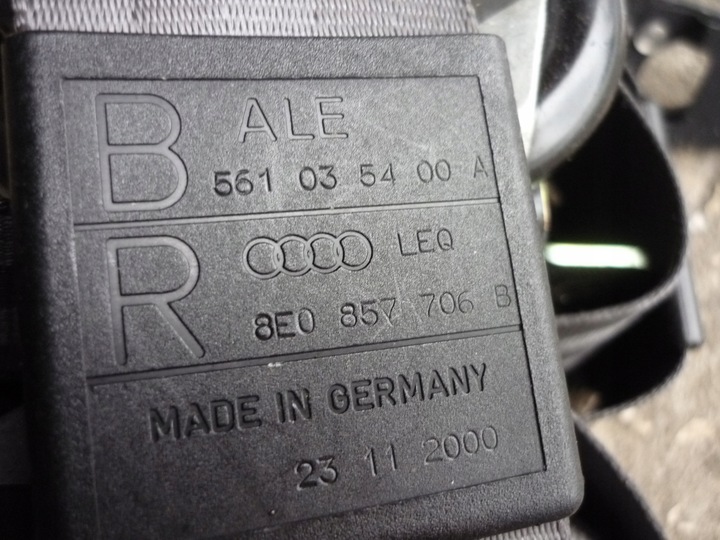 B ALE
561 03 54 00 A
R LEQ
8E0 857 706 B
MADE IN GERMANY
23 11 2000